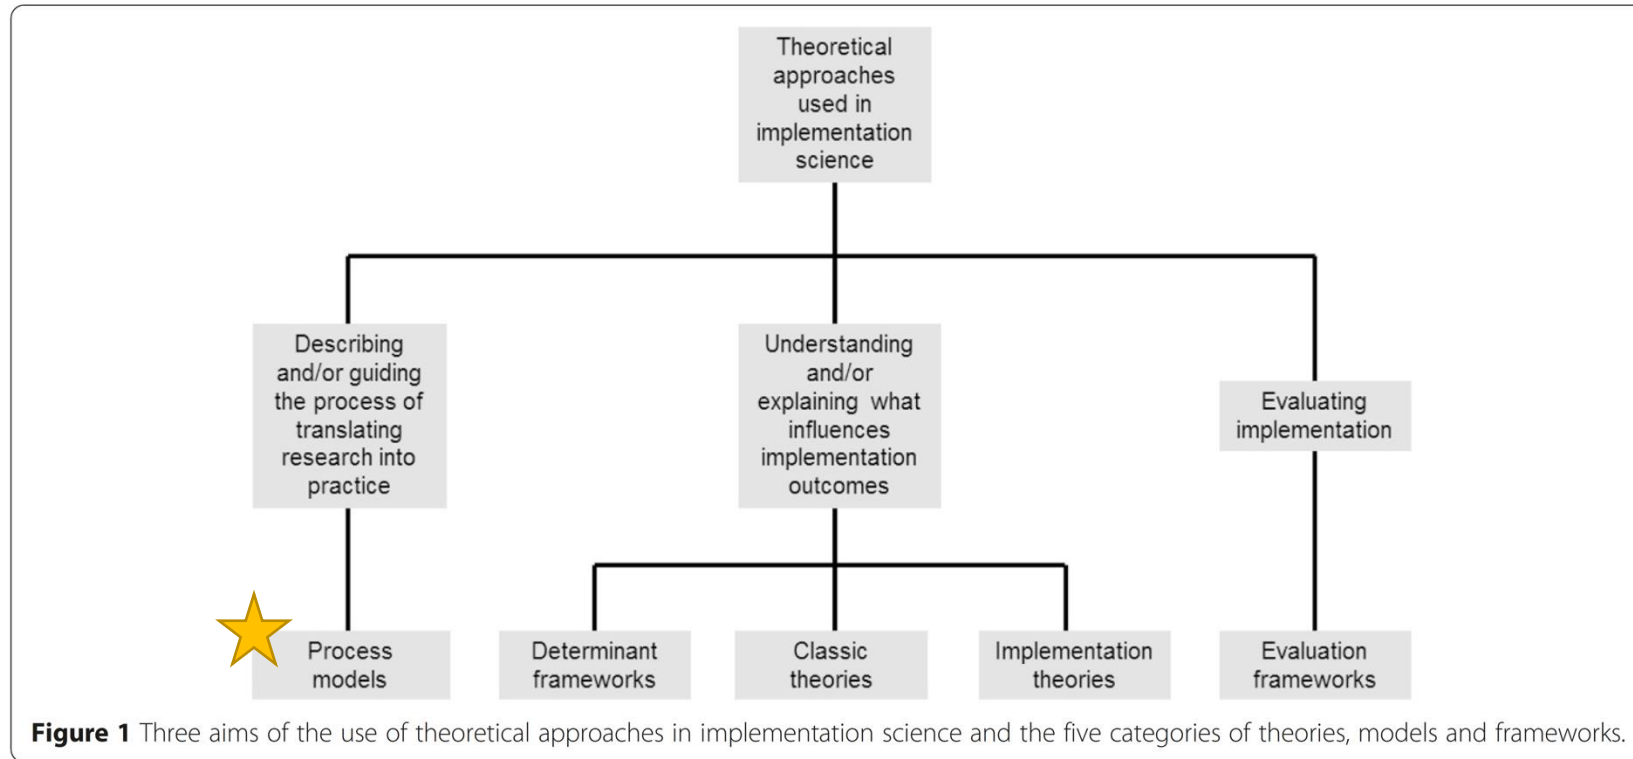 Theoretical
approaches
used in
implementation
science
Describing
and/or guiding
the process of
translating
research into
practice
Understanding
and/or
explaining what
influences
implementation
outcomes
Evaluating
implementation
Process
models
Determinant
frameworks
Classic
theories
Implementation
theories
Evaluation
frameworks
Figure 1 Three aims of the use of theoretical approaches in implementation science and the five categories of theories, models and frameworks.